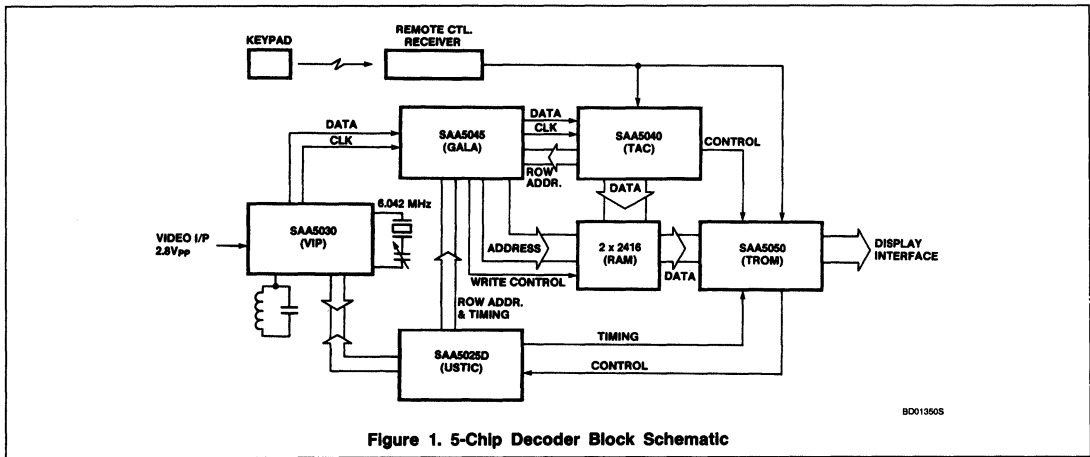 KEYPAD
REMOTE CTL.
RECEIVER
DATA
CLK
SAA5045
(GALA)
DATA
CLK
ROW
ADDR.
SAA5040
(TAC)
CONTROL
DATA
6.042 MHz
VIDEO I/P
2.8VPP
SAA5030
(VIP)
ADDRESS
2 x 2416
(RAM)
DATA
SAA5050
(TROM)
DISPLAY
INTERFACE
WRITE CONTROL
ROW ADDR.
& TIMING
SAA5025D
(USTIC)
TIMING
CONTROL
BD01350S
Figure 1. 5-Chip Decoder Block Schematic